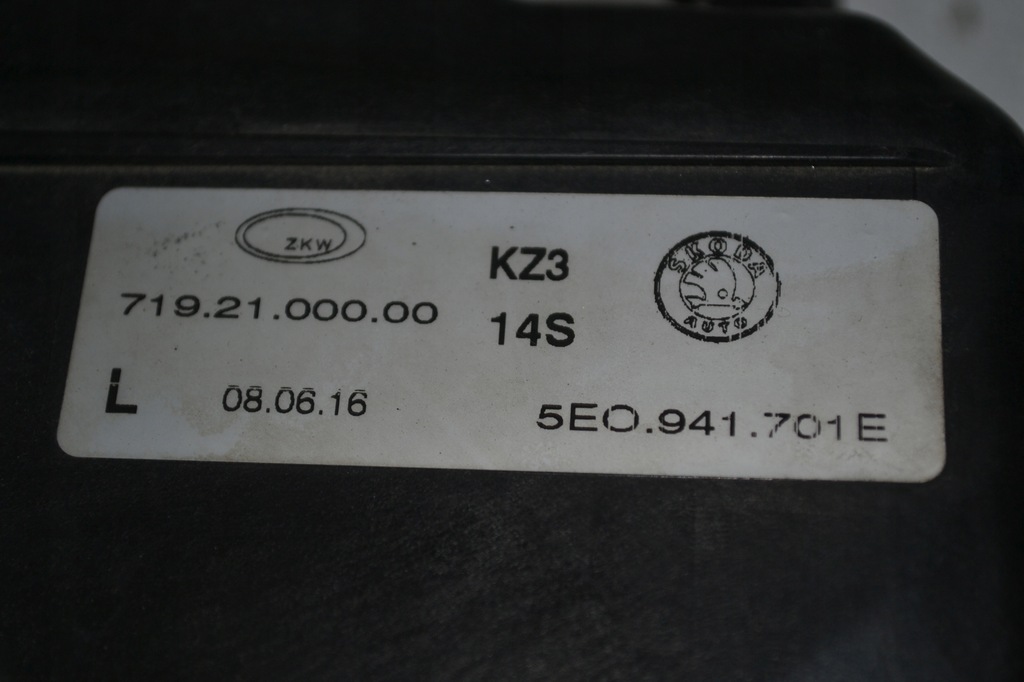 ZKW
719.21.000.00
L
08.06.16
KZ3
14S
SKODA
AUTO
5E0.941.701E